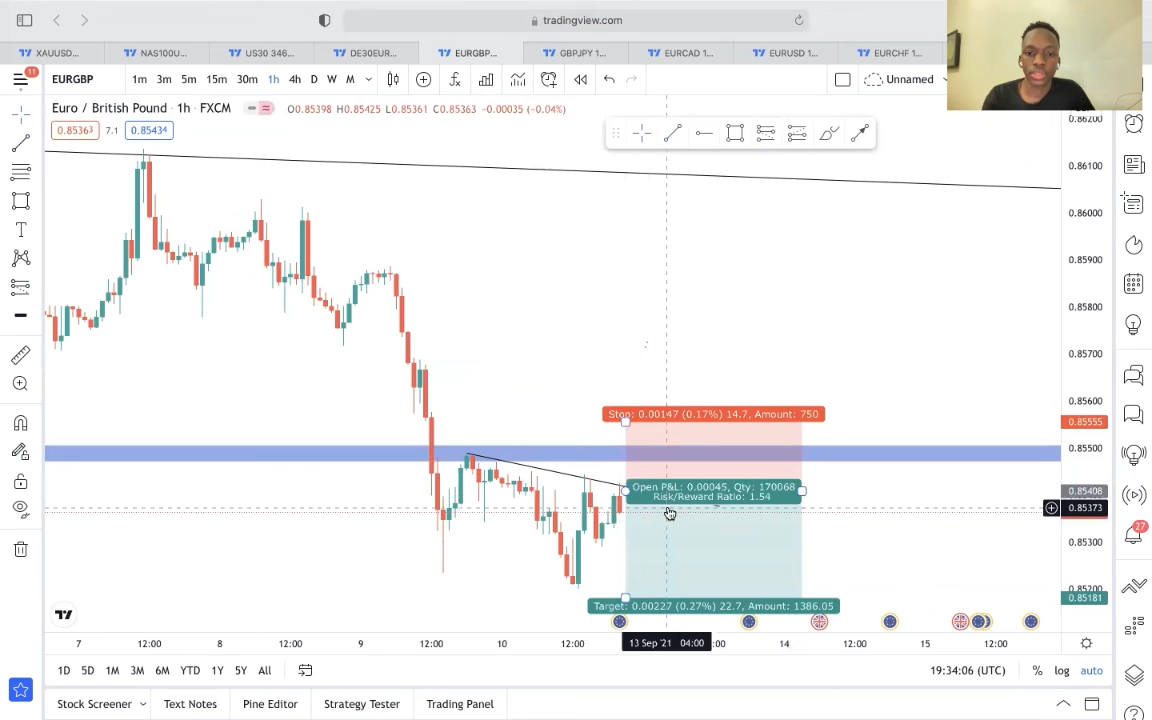 tradingview.com
XAUUSD...
NAS100U...
US30 346...
DE30EUR...
EURGBP...
GBPJPY 1...
EURCAD 1...
EURUSD 1...
EURCHF 1...
11
EURGBP
1m 3m 5m 15m 30m 1h 4h D W M
Unnamed
Euro / British Pound · 1h · FXCM
O0.85398 H0.85425 L0.85361 C0.85363 −0.00035 (−0.04%)
0.85363 7.1 0.85434
0.86100
0.86000
0.85900
0.85800
0.85700
0.85600
Stop: 0.00147 (0.17%) 14.7, Amount: 750
0.85555
0.85500
Open P&L: 0.00045, Qty: 170068
Risk/Reward Ratio: 1.54
0.85408
0.85373
0.85300
27
0.85181
Target: 0.00227 (0.27%) 22.7, Amount: 1386.05
7 12:00 8 12:00 9 12:00 10 12:00 13 Sep '21 04:00 :00 14 12:00 15 12:00
1D 5D 1M 3M 6M YTD 1Y 5Y All
19:34:06 (UTC) % log auto
Stock Screener Text Notes Pine Editor Strategy Tester Trading Panel